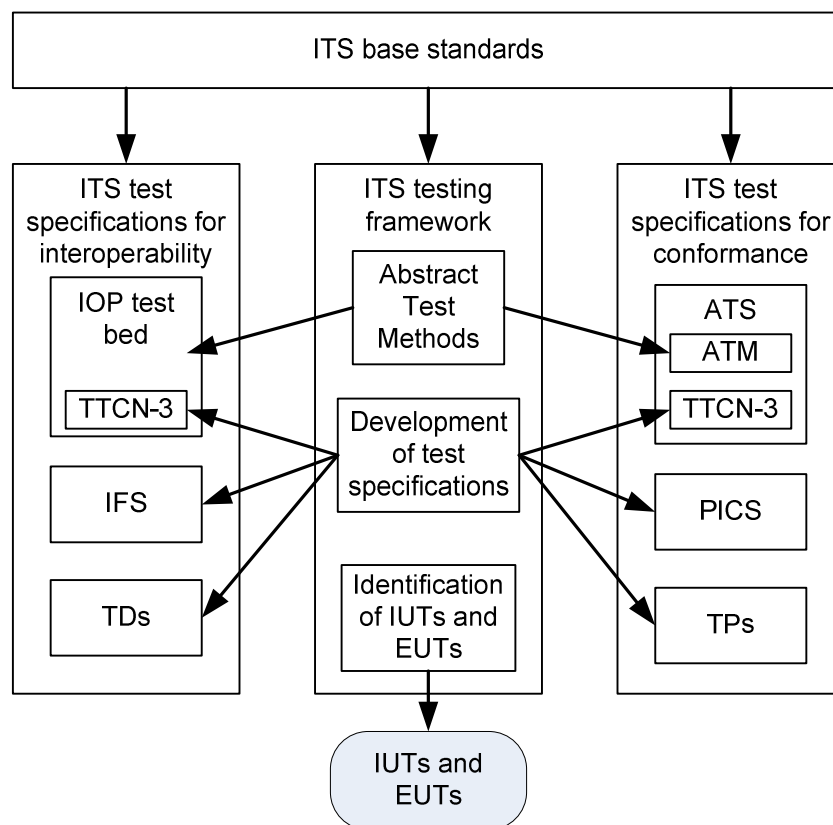 ITS base standards
ITS test
specifications for
interoperability
IOP test
bed
TTCN-3
IFS
TDs
ITS testing
framework
Abstract
Test
Methods
Development
of test
specifications
Identification
of IUTs and
EUTs
ITS test
specifications for
conformance
ATS
ATM
TTCN-3
PICS
TPs
IUTs and
EUTs